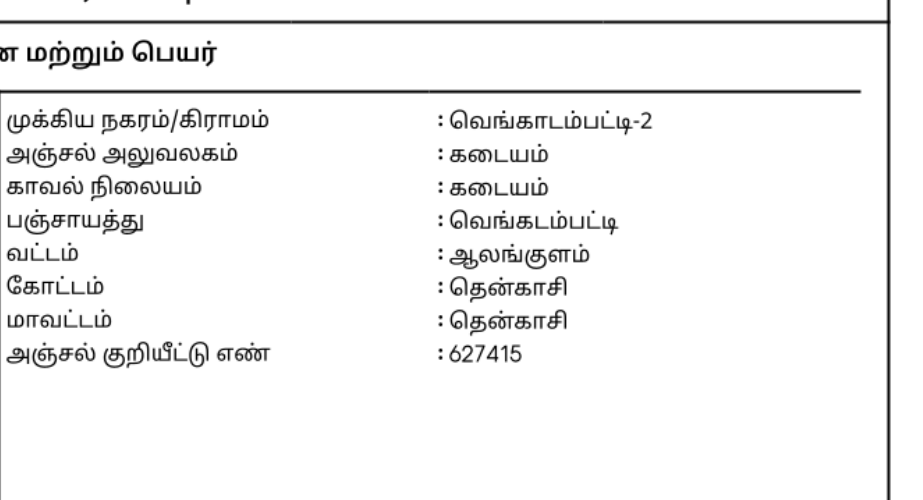 மற்றும் பெயர்
முக்கிய நகரம்/கிராமம் : வெங்காடம்பட்டி-2
அஞ்சல் அலுவலகம் : கடையம்
காவல் நிலையம் : கடையம்
பஞ்சாயத்து : வெங்கடம்பட்டி
வட்டம் : ஆலங்குளம்
கோட்டம் : தென்காசி
மாவட்டம் : தென்காசி
அஞ்சல் குறியீட்டு எண் : 627415